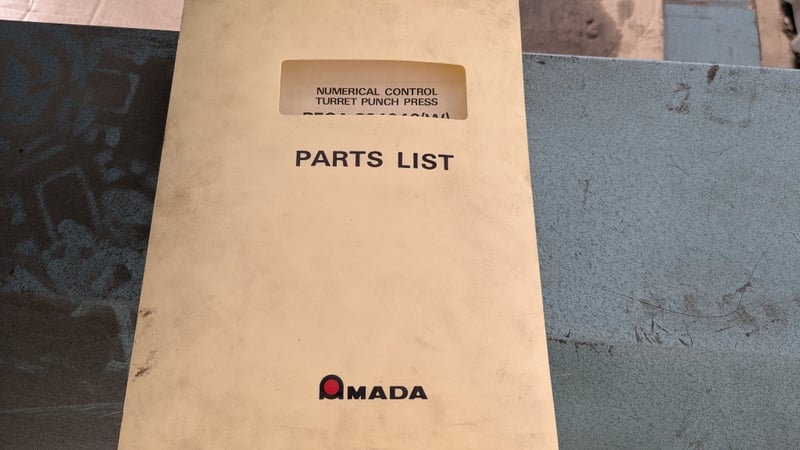 NUMERICAL CONTROL
TURRET PUNCH PRESS
PARTS LIST
AMADA